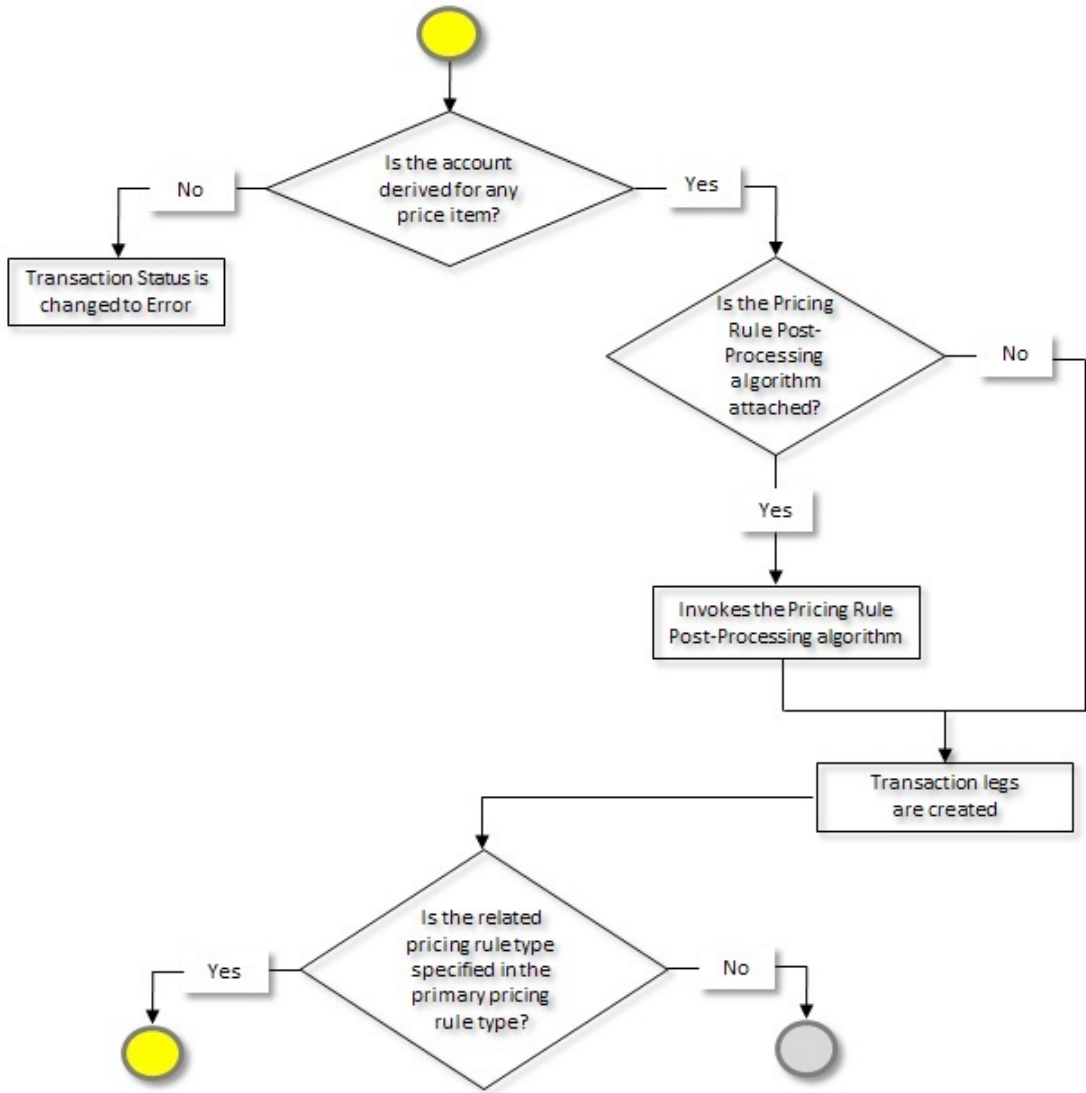 Is the account
derived for any
price item?
No
Yes
Transaction Status is
changed to Error
Is the Pricing
Rule Post-
Processing
algorithm
attached?
No
Yes
Invokes the Pricing Rule
Post-Processing algorithm
Transaction legs
are created
Is the related
pricing rule type
specified in the
primary pricing
rule type?
Yes
No